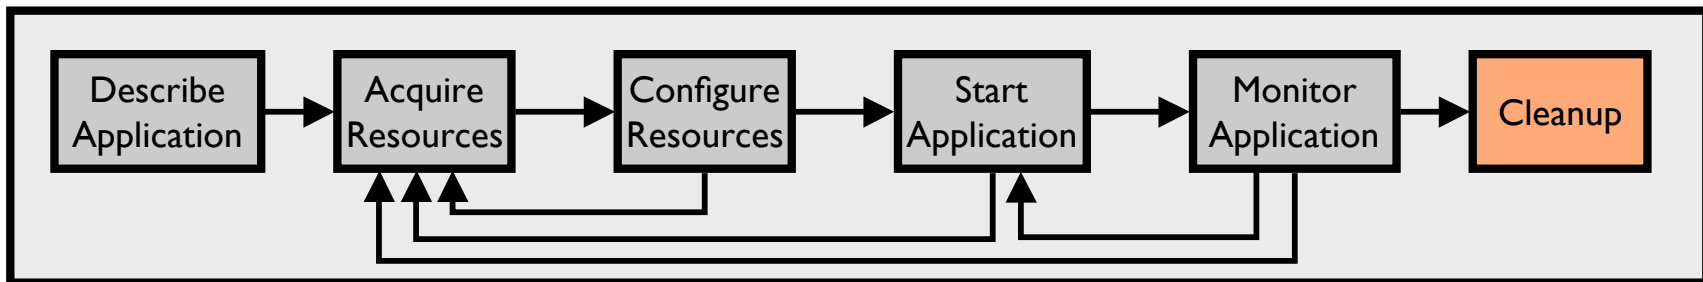 Describe
Application
Acquire
Resources
Configure
Resources
Start
Application
Monitor
Application
Cleanup